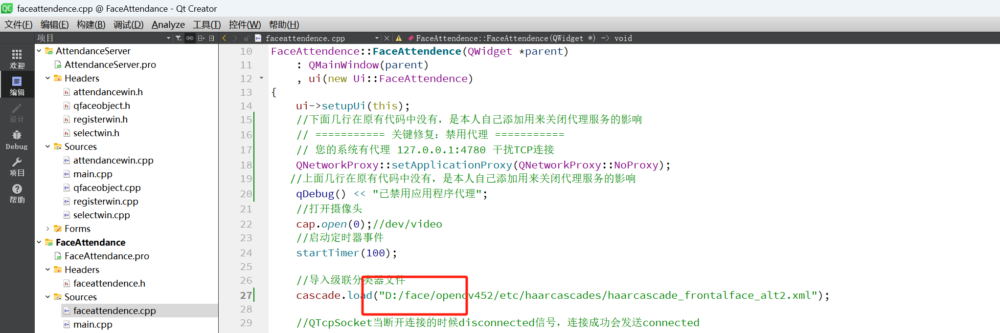 faceattendence.cpp @ FaceAttendance - Qt Creator
文件(F) 编辑(E) 构建(B) 调试(D) Analyze 工具(T) 控件(W) 帮助(H)
项目
faceattendence.cpp
FaceAttendence::FaceAttendence(QWidget *) -> void
欢迎
编辑
设计
Debug
项目
帮助
AttendanceServer
AttendanceServer.pro
Headers
attendancewin.h
qfaceobject.h
registerwin.h
selectwin.h
Sources
attendancewin.cpp
main.cpp
qfaceobject.cpp
registerwin.cpp
selectwin.cpp
Forms
FaceAttendance
FaceAttendance.pro
Headers
faceattendence.h
Sources
faceattendence.cpp
main.cpp
10 FaceAttendence::FaceAttendence(QWidget *parent)
11 : QMainWindow(parent)
12 , ui(new Ui::FaceAttendence)
13 {
14 ui->setupUi(this);
15 //下面几行在原有代码中没有，是本人自己添加用来关闭代理服务的影响
16 // =========== 关键修复：禁用代理 ===========
17 // 您的系统有代理 127.0.0.1:4780 干扰TCP连接
18 QNetworkProxy::setApplicationProxy(QNetworkProxy::NoProxy);
19 //上面几行在原有代码中没有，是本人自己添加用来关闭代理服务的影响
20 qDebug() << "已禁用应用程序代理";
21 //打开摄像头
22 cap.open(0);//dev/video
23 //启动定时器事件
24 startTimer(100);
25
26 //导入级联分类器文件
27 cascade.load("D:/face/opencv452/etc/haarcascades/haarcascade_frontalface_alt2.xml");
28
29 //QTcpSocket当断开连接的时候disconnected信号，连接成功会发送connected